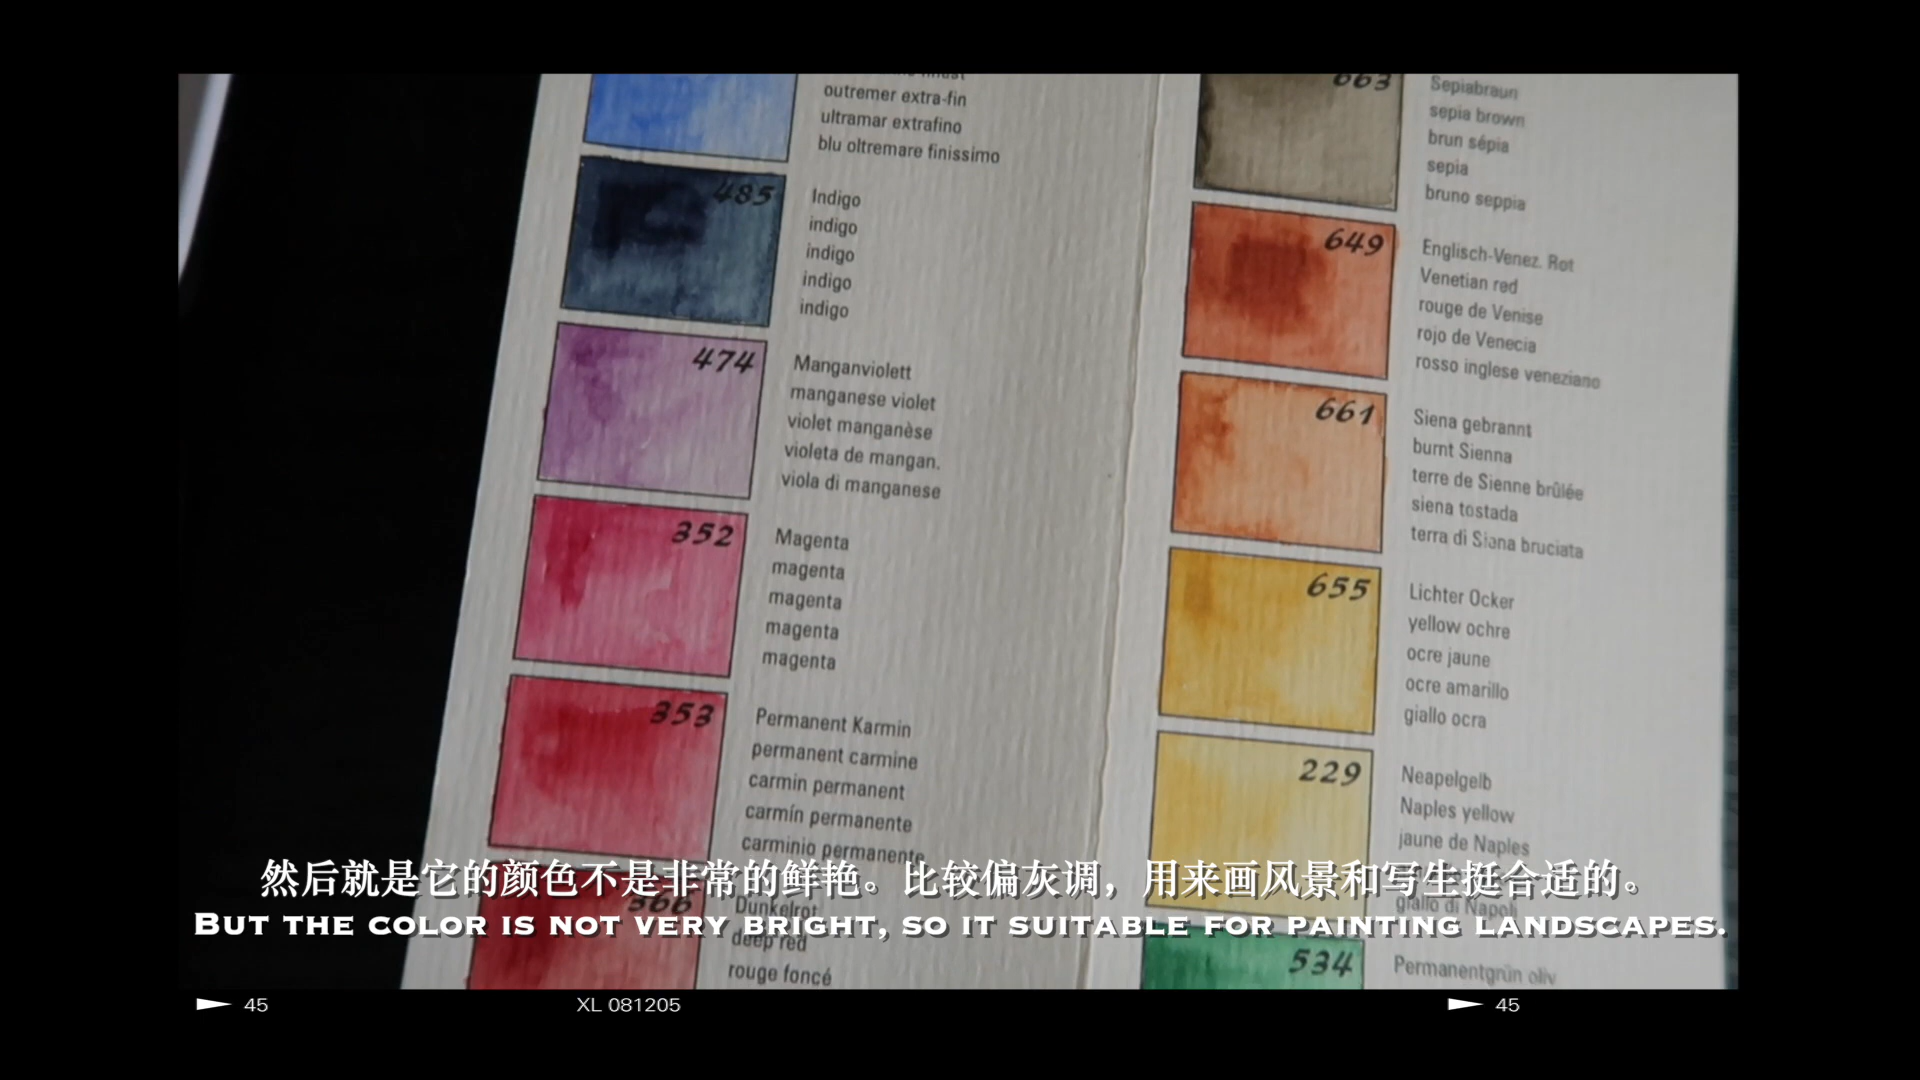 outremer extra-fin
ultramar extrafino
blu oltremare finissimo
485
Indigo
indigo
indigo
indigo
indigo
474
Manganviolett
manganese violet
violet manganèse
violeta de mangan.
viola di manganese
352
Magenta
magenta
magenta
magenta
magenta
353
Permanent Karmin
permanent carmine
carmin permanent
carmín permanente
carminio permanente
366
Dunkelrot
deep red
rouge foncé
663
Sepiabraun
sepia brown
brun sépia
sepia
bruno seppia
649
Englisch-Venez. Rot
Venetian red
rouge de Venise
rojo de Venecia
rosso inglese veneziano
661
Siena gebrannt
burnt Sienna
terre de Sienne brûlée
siena tostada
terra di Siena bruciata
655
Lichter Ocker
yellow ochre
ocre jaune
ocre amarillo
giallo ocra
229
Neapelgelb
Naples yellow
jaune de Naples
giallo di Napoli
534
Permanentgrün oliv
然后就是它的颜色不是非常的鲜艳。比较偏灰调，用来画风景和写生挺合适的。
But the color is not very bright, so it suitable for painting landscapes.
45
XL 081205
45